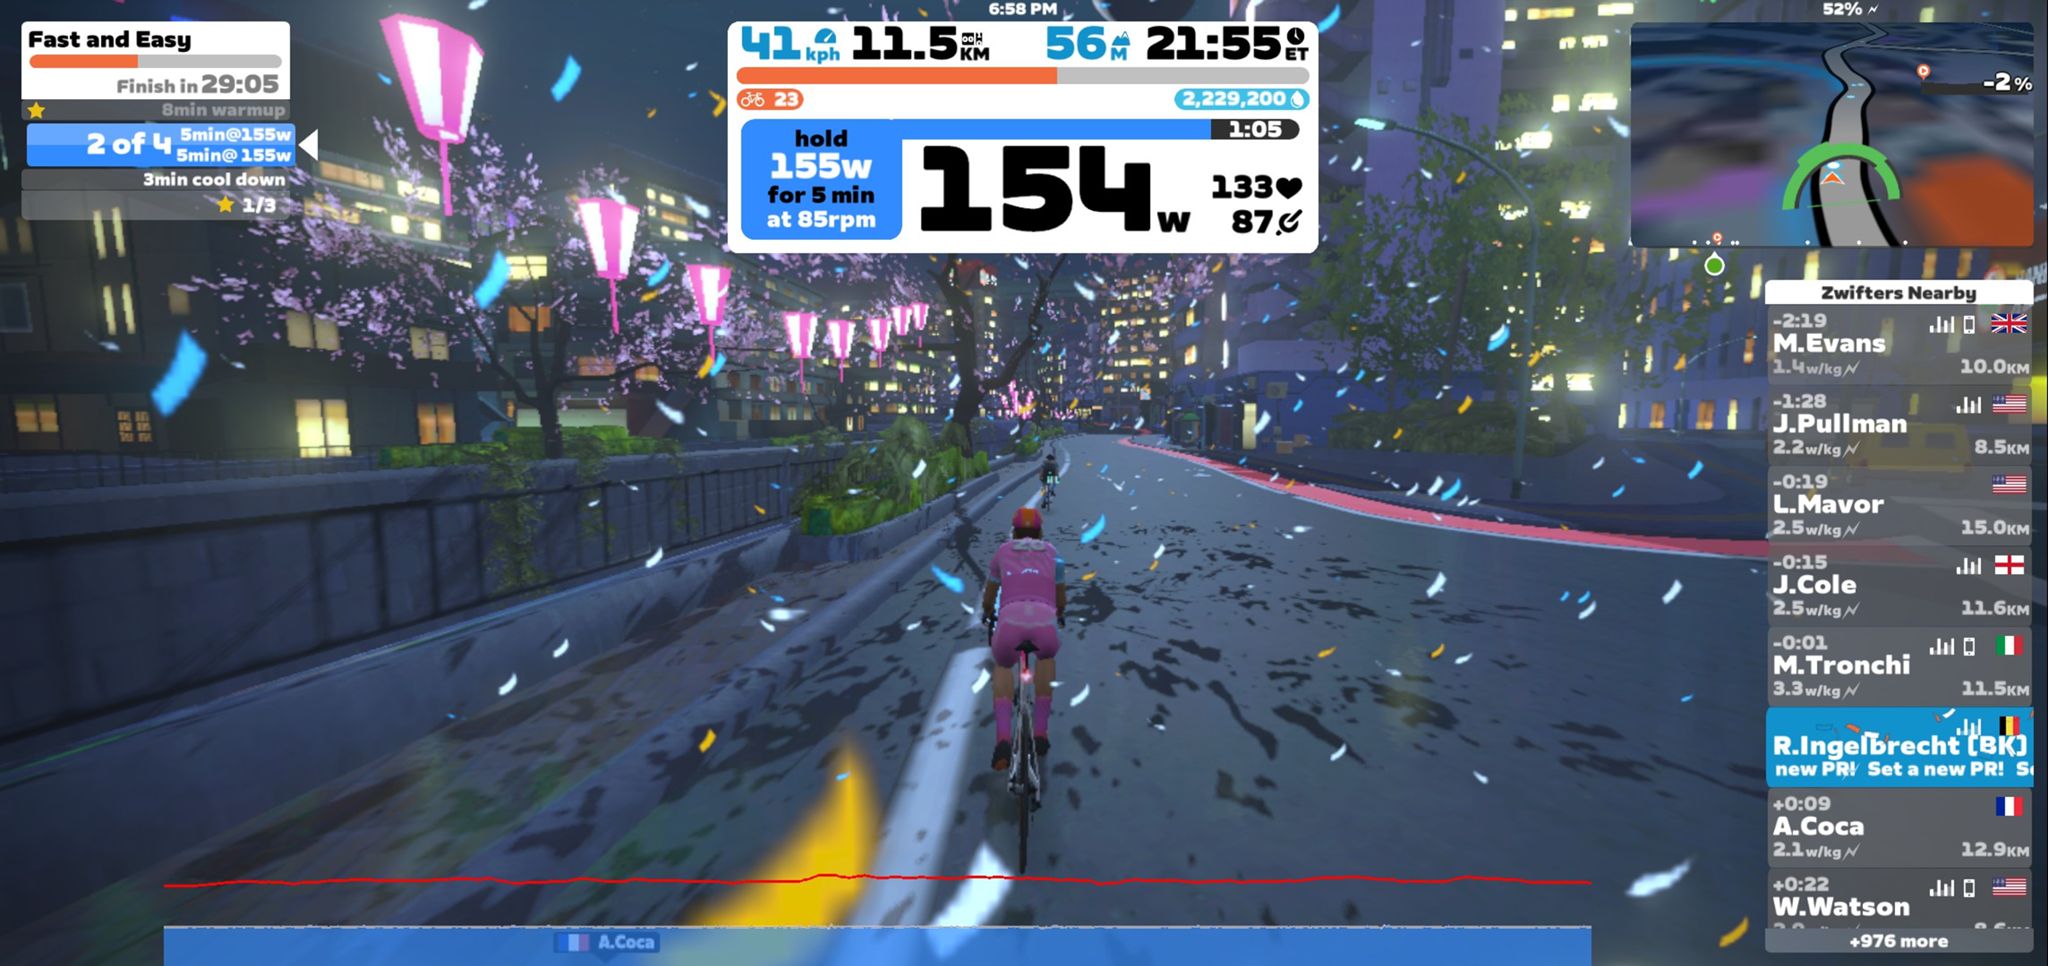 6:58 PM
52%
Fast and Easy
Finish in 29:05
8min warmup
2 of 4
5min@155w
5min@ 155w
3min cool down
1/3
41 kph 11.5 KM 56 M 21:55 ET
23
2,229,200
hold
155w
for 5 min
at 85rpm
1:05
154w
133
87
-2%
Zwifters Nearby
-2:19
M.Evans
1.4w/kg 10.0KM
-1:28
J.Pullman
2.2w/kg 8.5KM
-0:19
L.Mavor
2.5w/kg 15.0KM
-0:15
J.Cole
2.5w/kg 11.6KM
-0:01
M.Tronchi
3.3w/kg 11.5KM
R.Ingelbrecht (BK)
new PR! Set a new PR!
+0:09
A.Coca
2.1w/kg 12.9KM
+0:22
W.Watson
+976 more
A.Coca